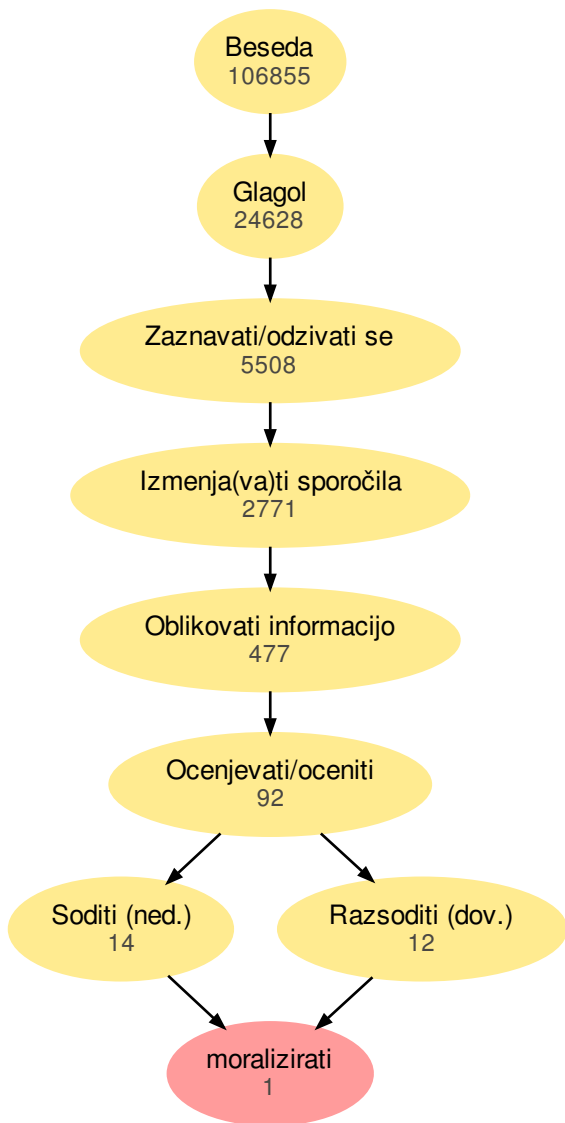 Beseda
106855
Glagol
24628
Zaznavati/odzivati se
5508
Izmenja(va)ti sporočila
2771
Oblikovati informacijo
477
Ocenjevati/oceniti
92
Soditi (ned.)
14
Razsoditi (dov.)
12
moralizirati
1